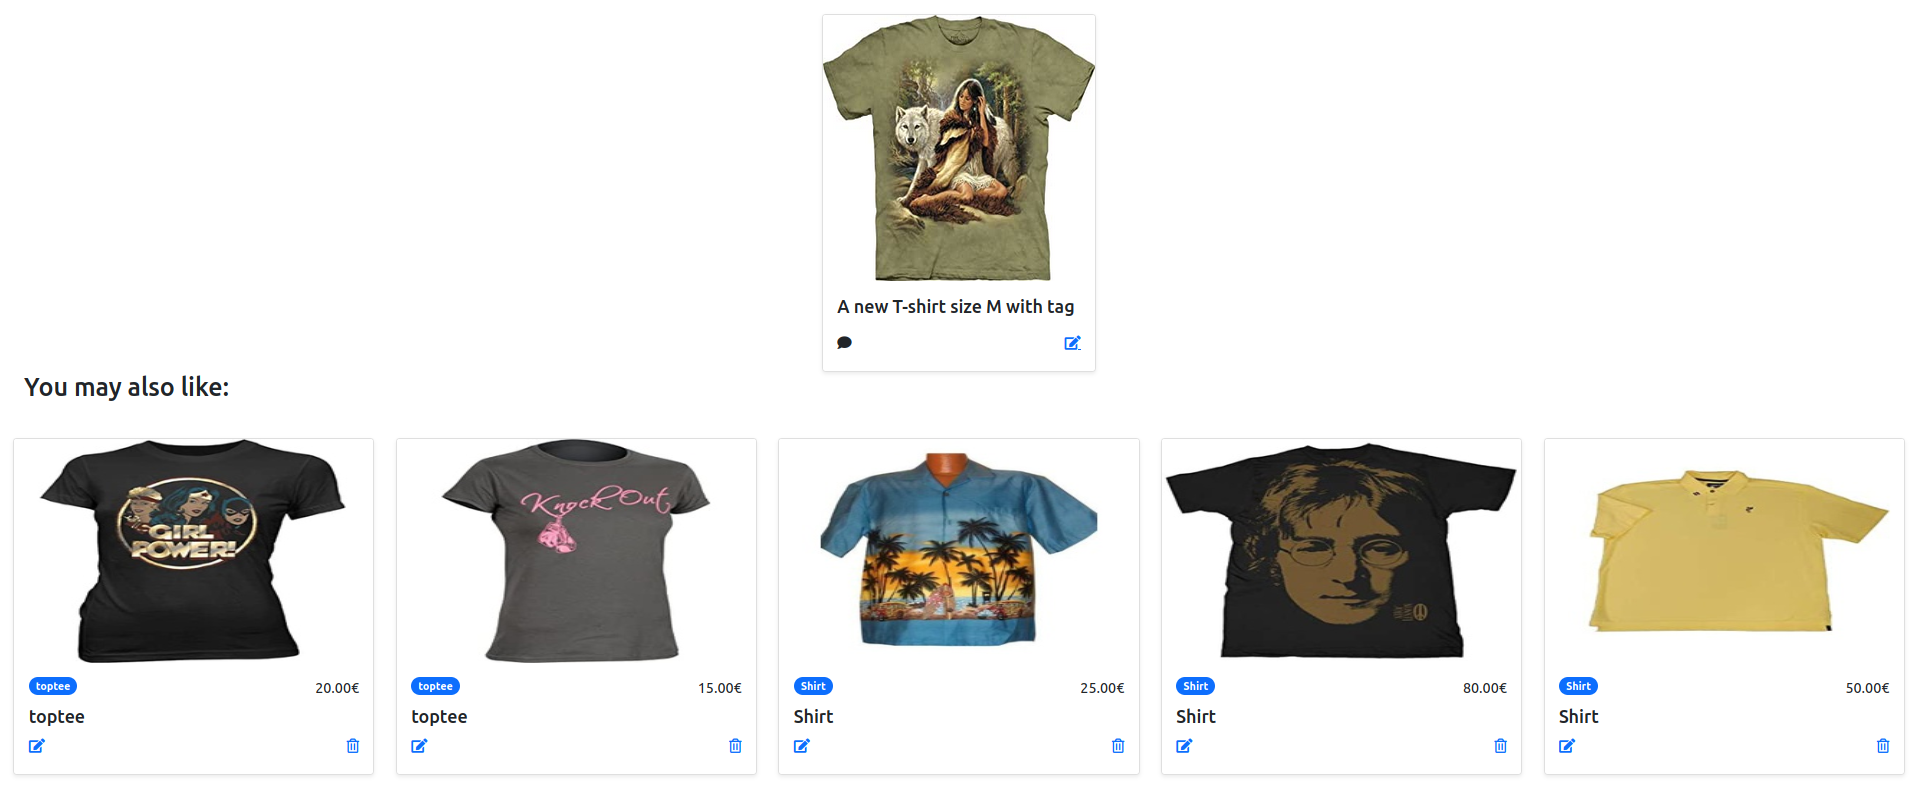 A new T-shirt size M with tag
You may also like:
GIRL
POWER!
Knock Out
toptee 20.00€
toptee
toptee 15.00€
toptee
Shirt 25.00€
Shirt
Shirt 80.00€
Shirt
Shirt 50.00€
Shirt